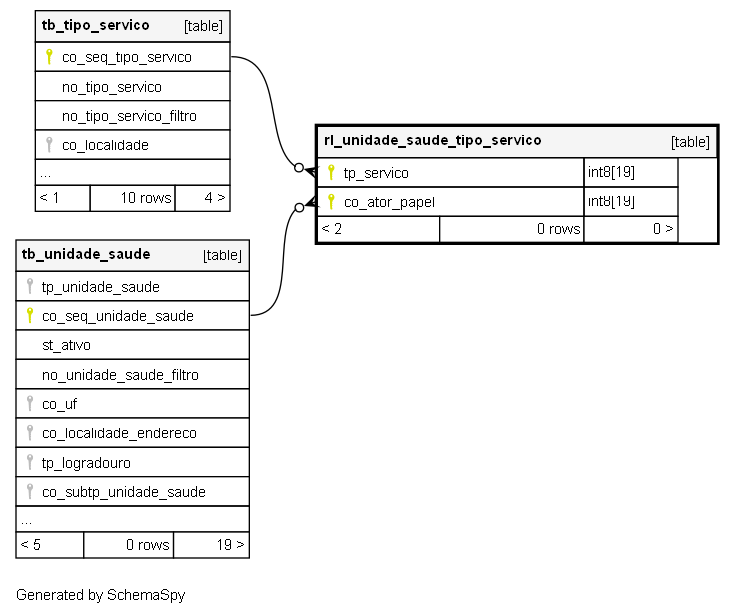 tb_tipo_servico [table]
co_seq_tipo_servico
no_tipo_servico
no_tipo_servico_filtro
co_localidade
...
< 1 10 rows 4 >
rl_unidade_saude_tipo_servico [table]
tp_servico int8[19]
co_ator_papel int8[19]
< 2 0 rows 0 >
tb_unidade_saude [table]
tp_unidade_saude
co_seq_unidade_saude
st_ativo
no_unidade_saude_filtro
co_uf
co_localidade_endereco
tp_logradouro
co_subtp_unidade_saude
...
< 5 0 rows 19 >
Generated by SchemaSpy